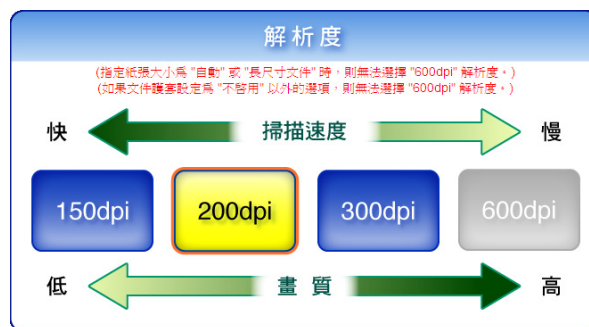 解析度
(指定紙張大小為 "自動" 或 "長尺寸文件" 時，則無法選擇 "600dpi" 解析度。)
(如果文件護套設定為 "不啓用" 以外的選項，則無法選擇 "600dpi" 解析度。)
快 掃描速度 慢
150dpi 200dpi 300dpi 600dpi
低 畫 質 高